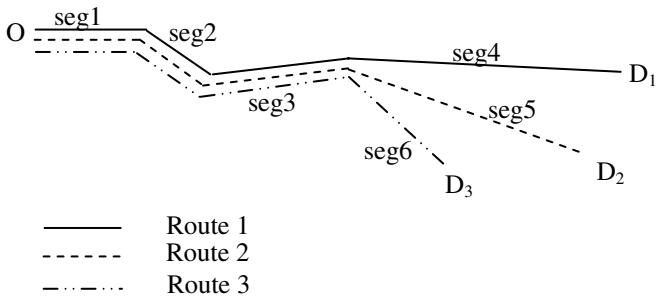 seg1
O
seg2
seg4
D1
seg3
seg5
seg6
D2
D3
Route 1
Route 2
Route 3